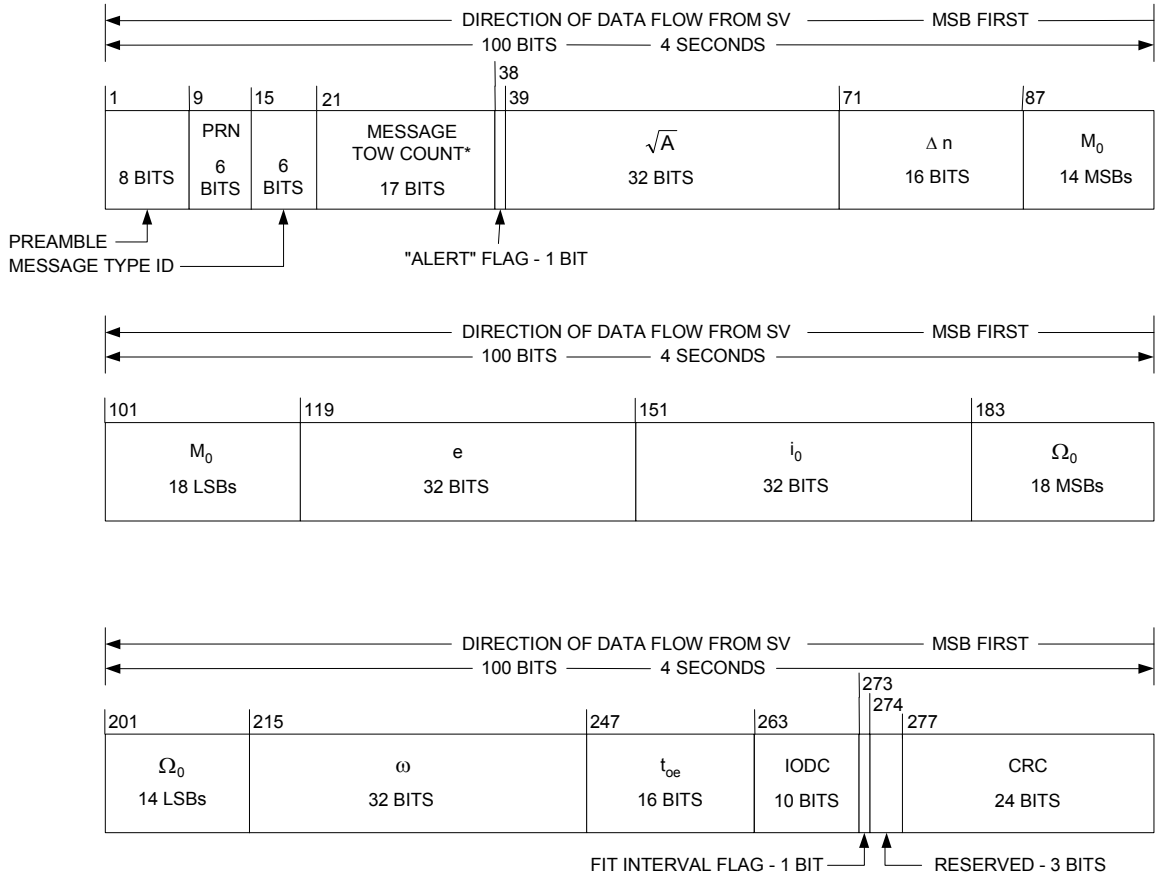 DIRECTION OF DATA FLOW FROM SV MSB FIRST
100 BITS 4 SECONDS
38
1 9 15 21 39 71 87
PRN MESSAGE √A Δ n M0
TOW COUNT*
8 BITS 6 BITS 6 BITS 17 BITS 32 BITS 16 BITS 14 MSBs
PREAMBLE
MESSAGE TYPE ID "ALERT" FLAG - 1 BIT
DIRECTION OF DATA FLOW FROM SV MSB FIRST
100 BITS 4 SECONDS
101 119 151 183
M0 e i0 Ω0
18 LSBs 32 BITS 32 BITS 18 MSBs
DIRECTION OF DATA FLOW FROM SV MSB FIRST
100 BITS 4 SECONDS
273
274
201 215 247 263 277
Ω0 ω toe IODC CRC
14 LSBs 32 BITS 16 BITS 10 BITS 24 BITS
FIT INTERVAL FLAG - 1 BIT RESERVED - 3 BITS